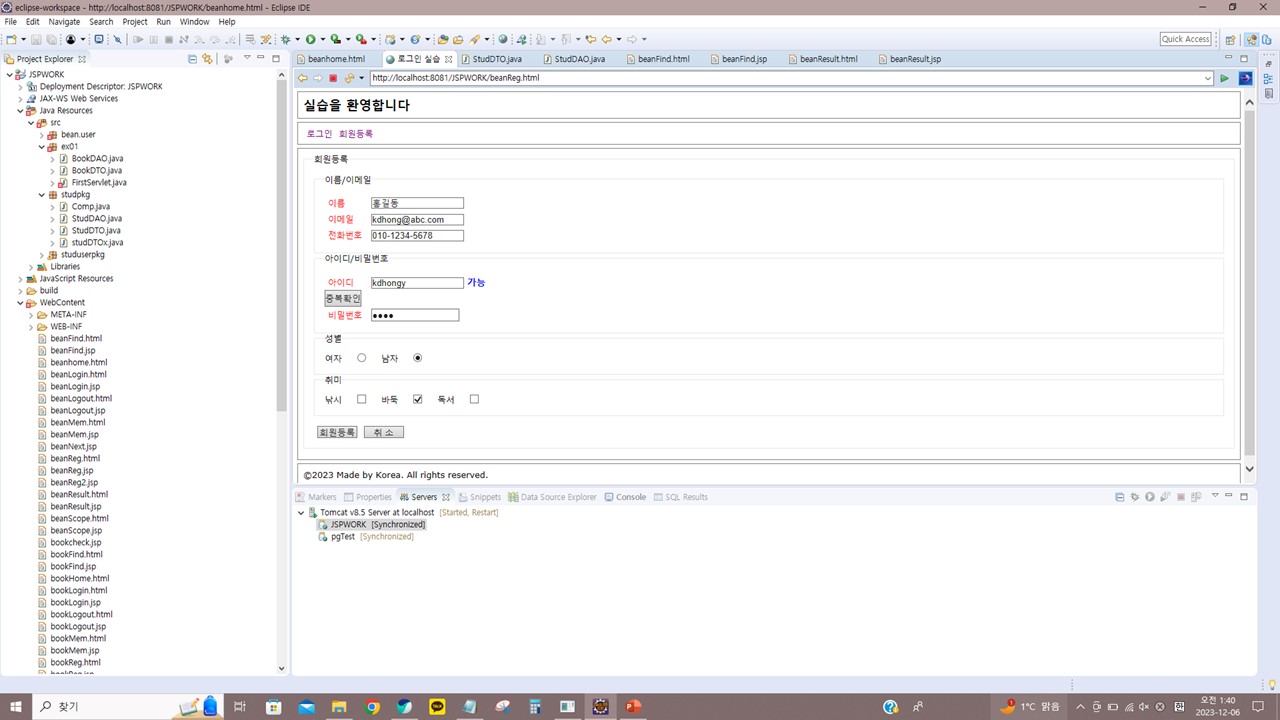 eclipse-workspace - http://localhost:8081/JSPWORK/beanhome.html - Eclipse IDE
File Edit Navigate Search Project Run Window Help
Quick Access
Project Explorer
JSPWORK
Deployment Descriptor: JSPWORK
JAX-WS Web Services
Java Resources
src
bean.user
ex01
BookDAO.java
BookDTO.java
FirstServlet.java
studpkg
Comp.java
StudDAO.java
StudDTO.java
studDTOx.java
studuserpkg
Libraries
JavaScript Resources
build
WebContent
META-INF
WEB-INF
beanFind.html
beanFind.jsp
beanhome.html
beanLogin.html
beanLogin.jsp
beanLogout.html
beanLogout.jsp
beanMem.html
beanMem.jsp
beanNext.jsp
beanReg.html
beanReg.jsp
beanReg2.jsp
beanResult.html
beanResult.jsp
beanScope.html
beanScope.jsp
bookcheck.jsp
bookFind.html
bookFind.jsp
bookHome.html
bookLogin.html
bookLogin.jsp
bookLogout.html
bookLogout.jsp
bookMem.html
bookMem.jsp
bookReg.html
bookReg.jsp
beanhome.html 로그인 실습 StudDTO.java StudDAO.java beanFind.html beanFind.jsp beanResult.html beanResult.jsp
http://localhost:8081/JSPWORK/beanReg.html
실습을 환영합니다
로그인 회원등록
회원등록
이름/이메일
이름 홍길동
이메일 kdhong@abc.com
전화번호 010-1234-5678
아이디/비밀번호
아이디 kdhongy 가능
중복확인
비밀번호 ●●●●
성별
여자 남자
취미
낚시 바둑 독서
회원등록 취 소
©2023 Made by Korea. All rights reserved.
Markers Properties Servers Snippets Data Source Explorer Console SQL Results
Tomcat v8.5 Server at localhost [Started, Restart]
JSPWORK [Synchronized]
pgTest [Synchronized]
찾기
1°C 맑음
오전 1:40
2023-12-06